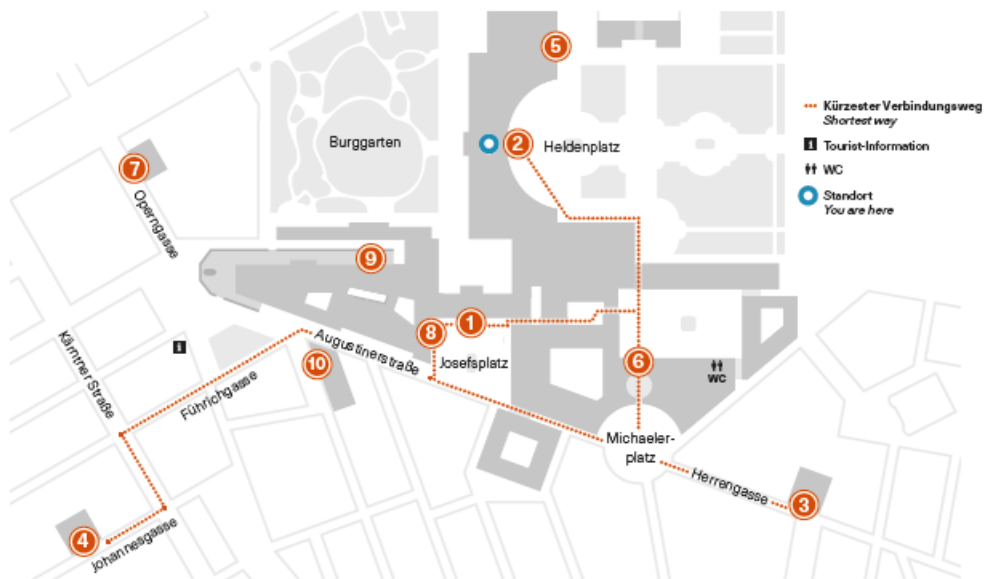 5
Burggarten
2
Heldenplatz
7
Operngasse
9
1
8
Josefsplatz
Augustinerstraße
10
6
WC
Kärntner Straße
Führichgasse
Michaeler-
platz
Herrengasse
3
4
Johannesgasse
Kürzester Verbindungsweg
Shortest way
i Tourist-Information
WC
Standort
You are here
i